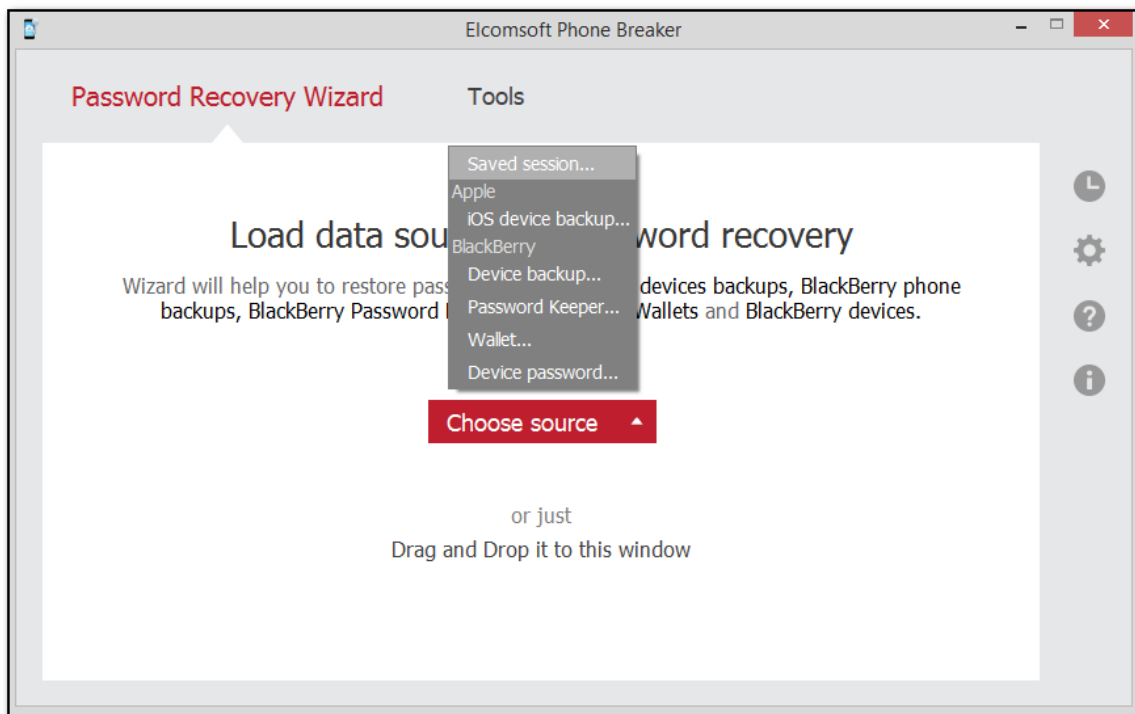 Elcomsoft Phone Breaker
Password Recovery Wizard Tools
Saved session...
Apple
iOS device backup...
BlackBerry
Device backup...
Password Keeper...
Wallet...
Device password...
Load data sou word recovery
Wizard will help you to restore pas devices backups, BlackBerry phone
backups, BlackBerry Password Wallets and BlackBerry devices.
Choose source
or just
Drag and Drop it to this window